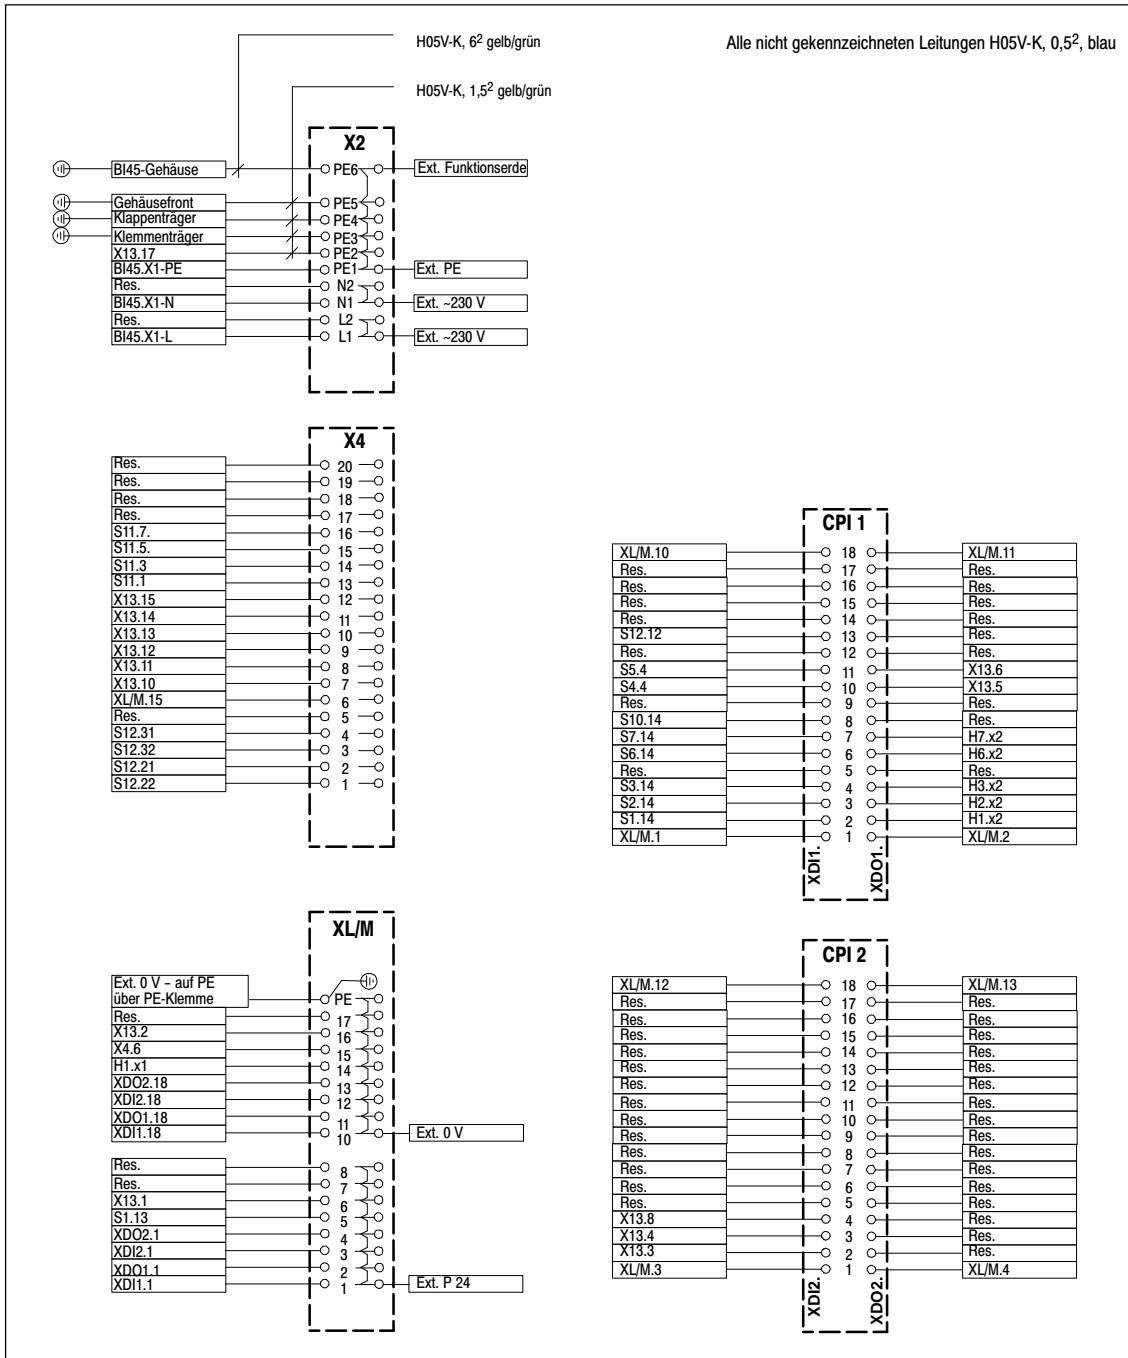 H05V-K, 6² gelb/grün
Alle nicht gekennzeichneten Leitungen H05V-K, 0,5², blau
H05V-K, 1,5² gelb/grün
X2
BI45-Gehäuse PE6 Ext. Funktionserde
Gehäusefront PE5
Klappenträger PE4
Klemmenträger PE3
X13.17 PE2
BI45.X1-PE PE1 Ext. PE
Res. N2
BI45.X1-N N1 Ext. ~230 V
Res. L2
BI45.X1-L L1 Ext. ~230 V
X4
Res. 20
Res. 19
Res. 18
Res. 17
S11.7. 16
S11.5. 15
S11.3 14
S11.1 13
X13.15 12
X13.14 11
X13.13 10
X13.12 9
X13.11 8
X13.10 7
XL/M.15 6
Res. 5
S12.31 4
S12.32 3
S12.21 2
S12.22 1
CPI 1
XL/M.10 18 XL/M.11
Res. 17 Res.
Res. 16 Res.
Res. 15 Res.
Res. 14 Res.
S12.12 13 Res.
Res. 12 Res.
S5.4 11 X13.6
S4.4 10 X13.5
Res. 9 Res.
S10.14 8 Res.
S7.14 7 H7.x2
S6.14 6 H6.x2
Res. 5 Res.
S3.14 4 H3.x2
S2.14 3 H2.x2
S1.14 2 H1.x2
XL/M.1 1 XL/M.2
XDI1. XDO1.
XL/M
Ext. 0 V – auf PE
über PE-Klemme PE
Res. 17
X13.2 16
X4.6 15
H1.x1 14
XDO2.18 13
XDI2.18 12
XDO1.18 11
XDI1.18 10 Ext. 0 V
Res. 8
Res. 7
X13.1 6
S1.13 5
XDO2.1 4
XDI2.1 3
XDO1.1 2
XDI1.1 1 Ext. P 24
CPI 2
XL/M.12 18 XL/M.13
Res. 17 Res.
Res. 16 Res.
Res. 15 Res.
Res. 14 Res.
Res. 13 Res.
Res. 12 Res.
Res. 11 Res.
Res. 10 Res.
Res. 9 Res.
Res. 8 Res.
Res. 7 Res.
Res. 6 Res.
Res. 5 Res.
X13.8 4 Res.
X13.4 3 Res.
X13.3 2 Res.
XL/M.3 1 XL/M.4
XDI2. XDO2.